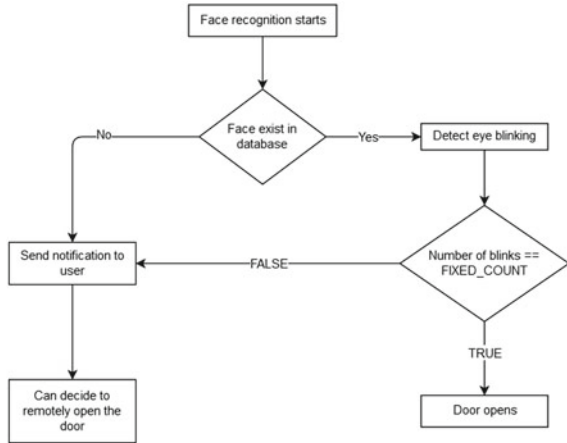 Face recognition starts
Face exist in
database
No
Yes
Detect eye blinking
Number of blinks ==
FIXED_COUNT
FALSE
Send notification to
user
TRUE
Can decide to
remotely open the
door
Door opens